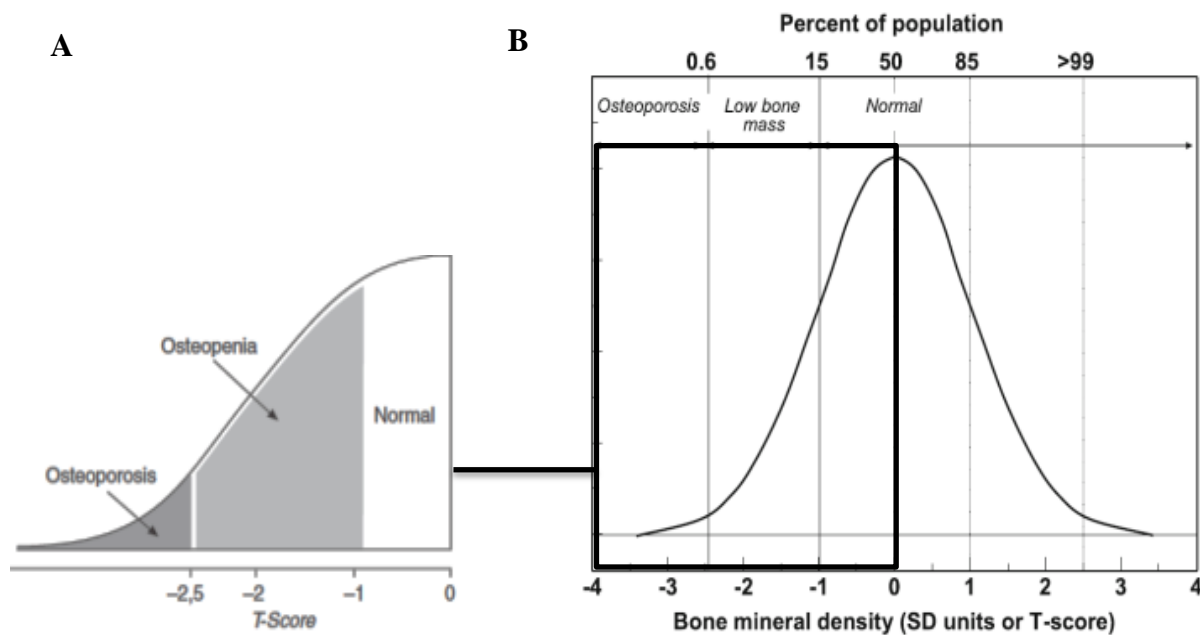 A
Osteopenia
Normal
Osteoporosis
–2,5 –2 –1 0
T-Score
B
Percent of population
0.6 15 50 85 >99
Osteoporosis Low bone Normal
mass
-4 -3 -2 -1 0 1 2 3 4
Bone mineral density (SD units or T-score)